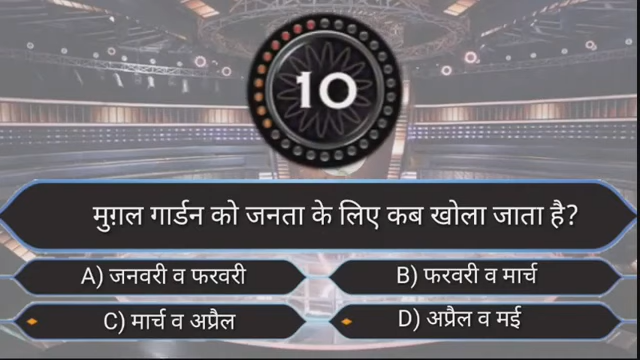 10
मुग़ल गार्डन को जनता के लिए कब खोला जाता है?
A) जनवरी व फरवरी
B) फरवरी व मार्च
C) मार्च व अप्रैल
D) अप्रैल व मई